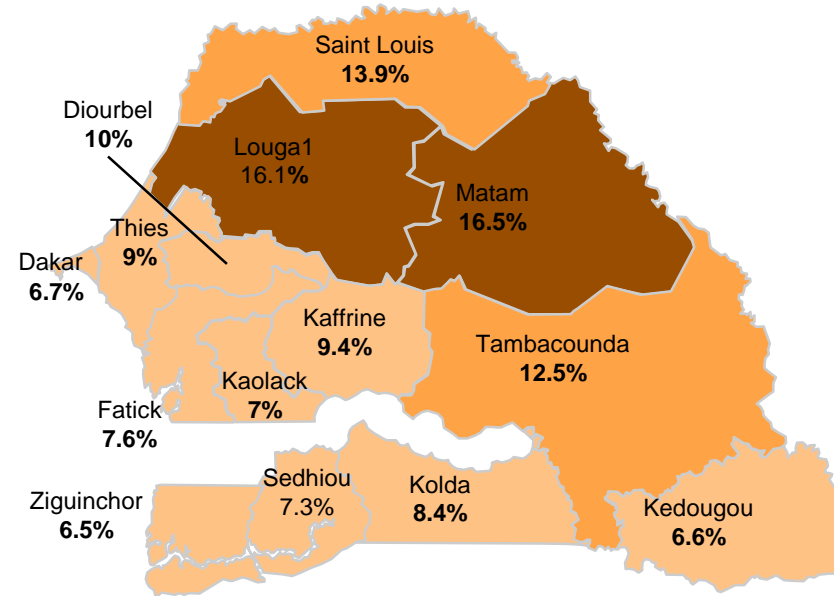 Saint Louis
13.9%
Diourbel
10%
Louga1
16.1%
Matam
16.5%
Thies
9%
Dakar
6.7%
Kaffrine
9.4%
Tambacounda
12.5%
Kaolack
7%
Fatick
7.6%
Sedhiou
7.3%
Kolda
8.4%
Ziguinchor
6.5%
Kedougou
6.6%